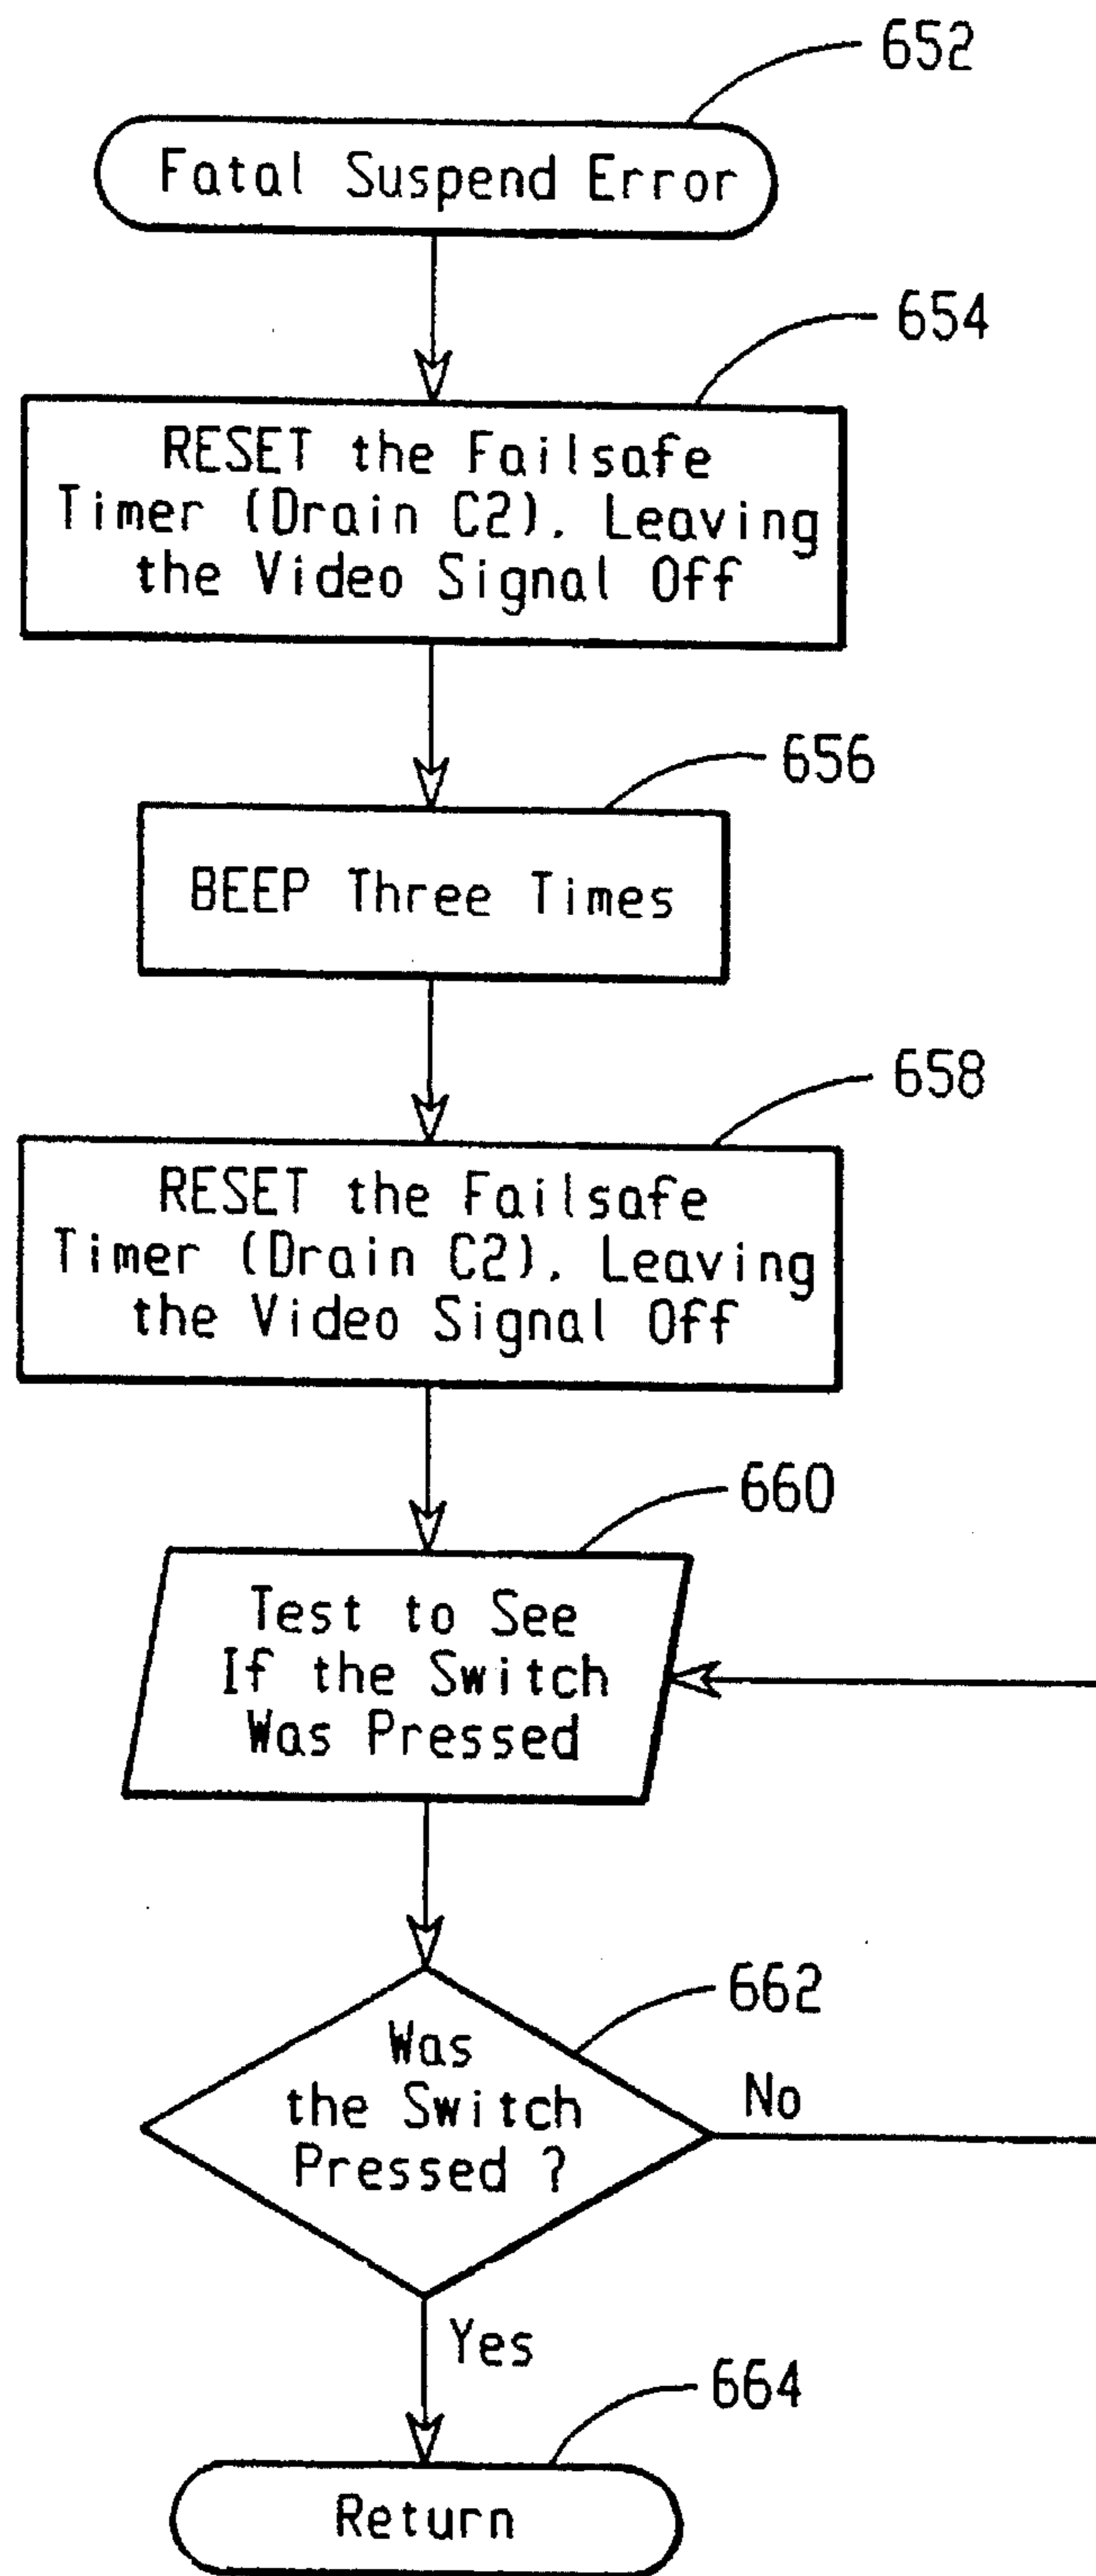 652
Fatal Suspend Error
654
RESET the Failsafe
Timer (Drain C2), Leaving
the Video Signal Off
656
BEEP Three Times
658
RESET the Failsafe
Timer (Drain C2), Leaving
the Video Signal Off
660
Test to See
If the Switch
Was Pressed
662
Was
the Switch
Pressed ?
No
Yes
664
Return